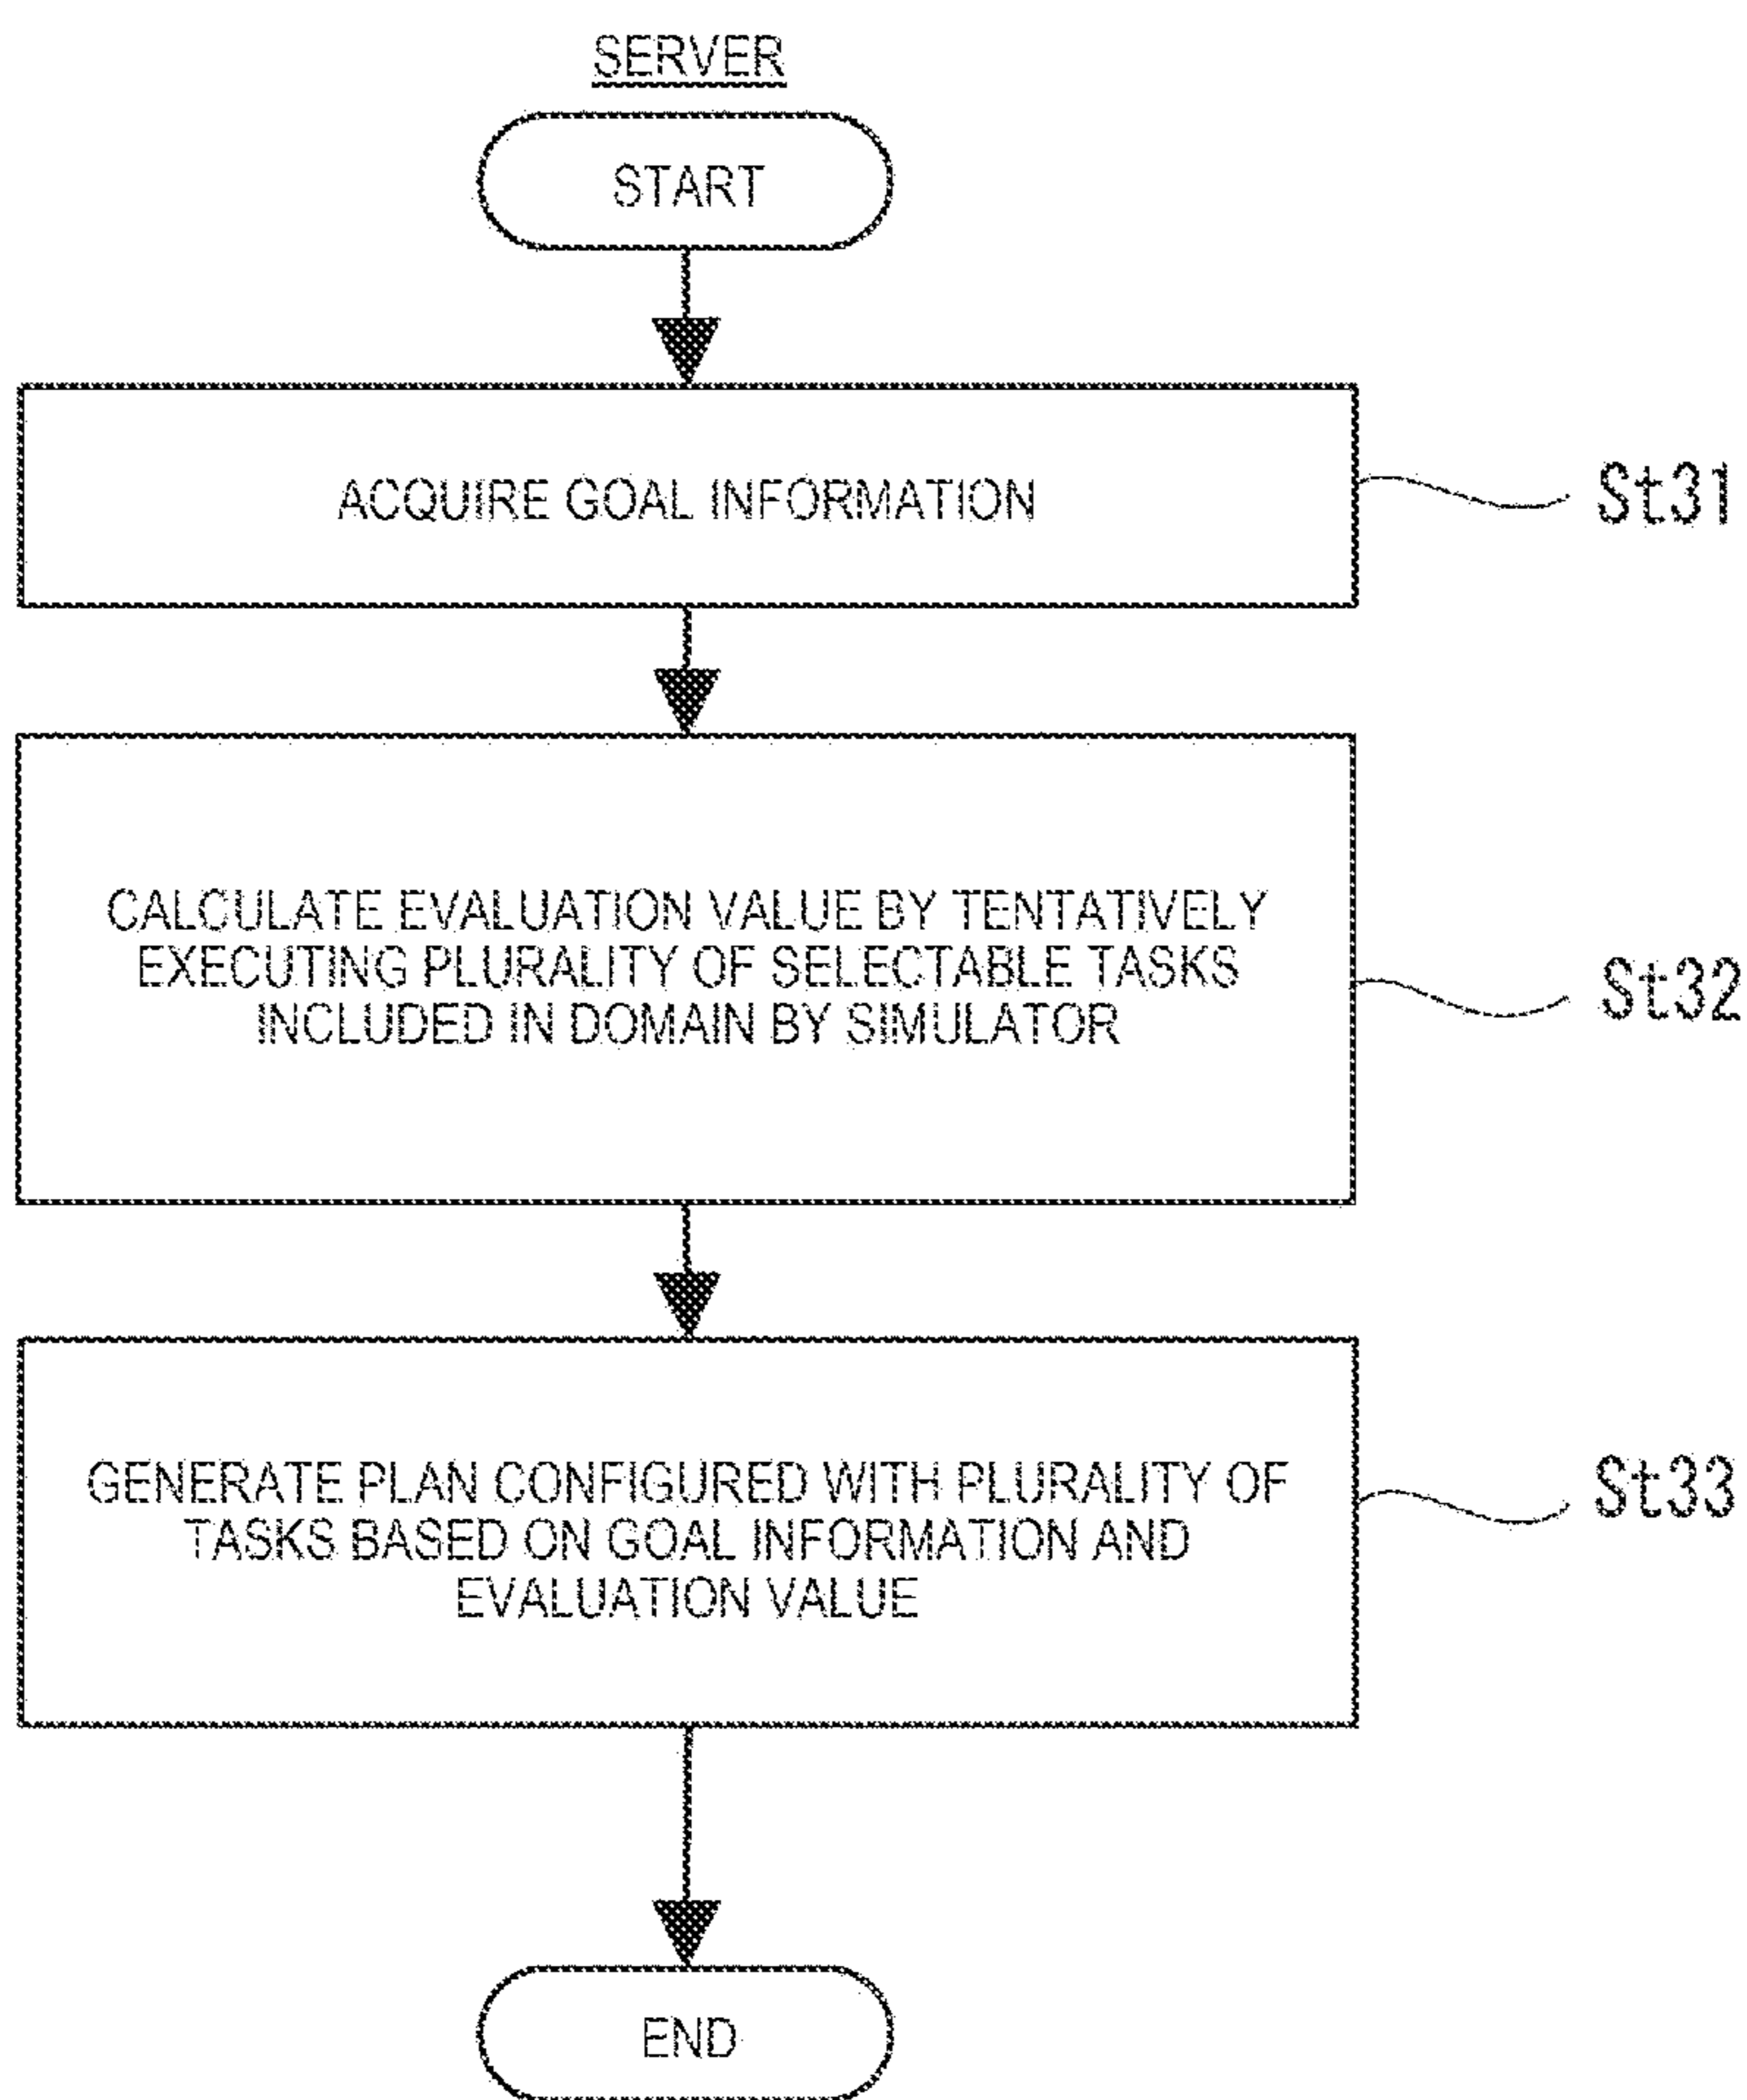 SERVER
START
ACQUIRE GOAL INFORMATION
St31
CALCULATE EVALUATION VALUE BY TENTATIVELY
EXECUTING PLURALITY OF SELECTABLE TASKS
INCLUDED IN DOMAIN BY SIMULATOR
St32
GENERATE PLAN CONFIGURED WITH PLURALITY OF
TASKS BASED ON GOAL INFORMATION AND
EVALUATION VALUE
St33
END